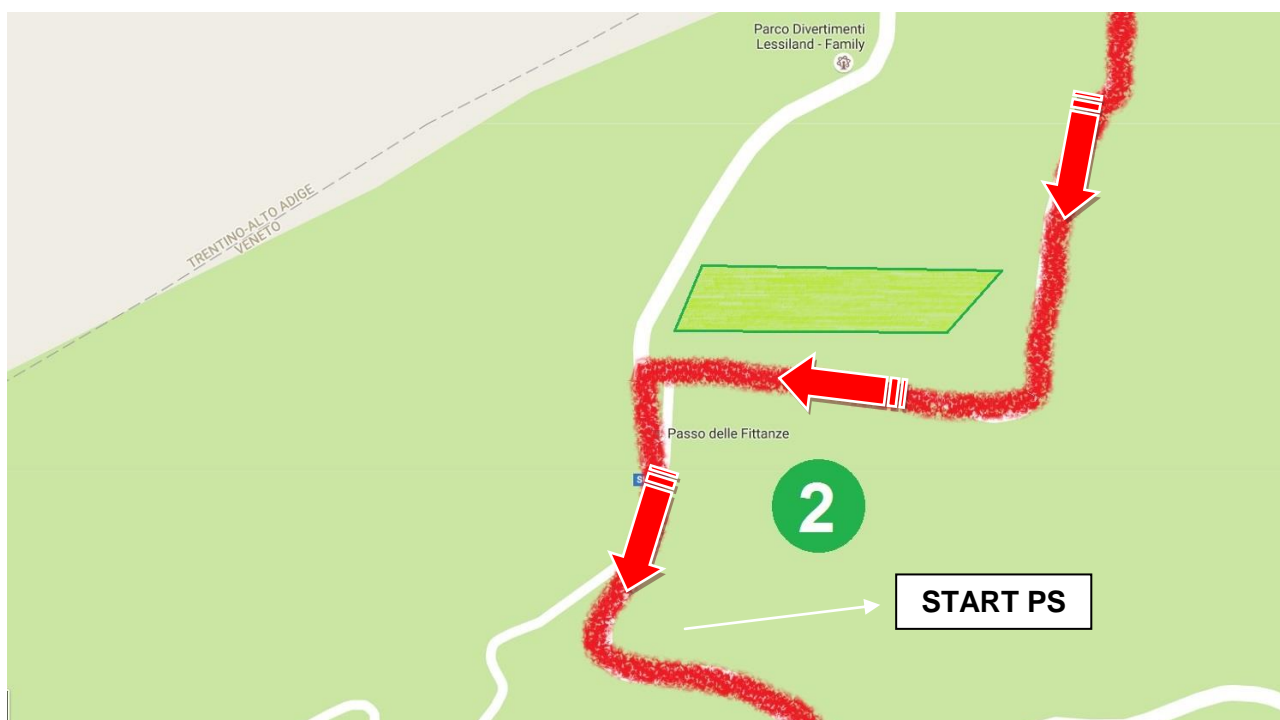 Parco Divertimenti
Lessiland - Family
TRENTINO-ALTO ADIGE
VENETO
Passo delle Fittanze
2
START PS